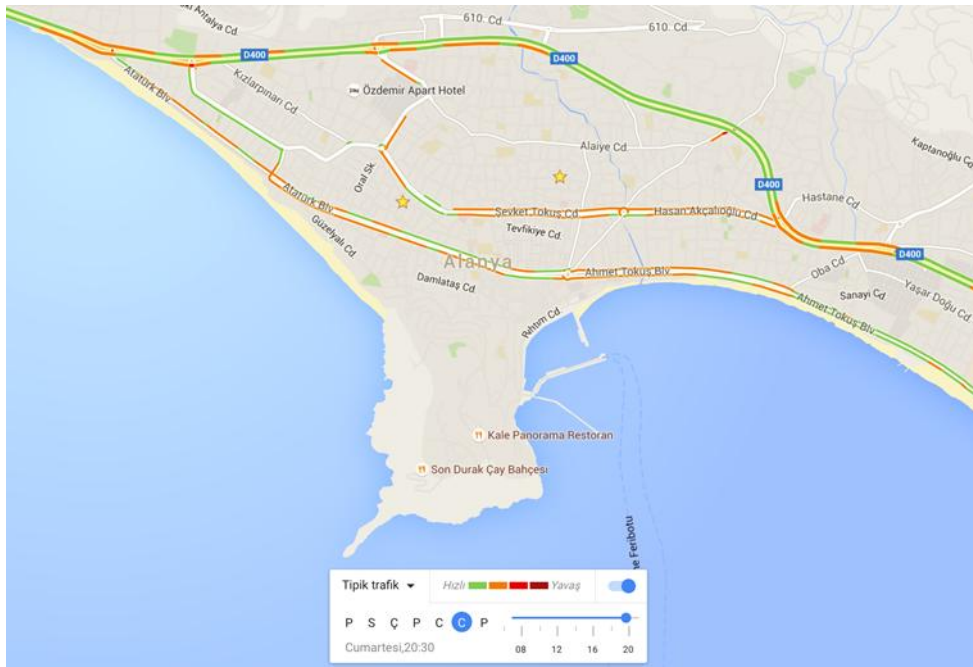 Antalya Cd.
610. Cd
610. Cd.
D400
D400
Kızlarpınarı Cd.
Atatürk Blv.
Özdemir Apart Hotel
Alaiye Cd.
Kaptanoğlu Cd.
Oral Sk
D400
Hastane Cd.
Atatürk Blv
Şevket Tokuş Cd
Hasan Akçalıoğlu Cd
Güzelyalı Cd.
Tevfikiye Cd.
D400
Alanya
Oba Cd
Ahmet Tokuş Blv
Damlataş Cd.
Sanayi Cd.
Yaşar Doğu Cd.
Ahmet Tokuş Blv
Rıhtım Cd.
Kale Panorama Restoran
Son Durak Çay Bahçesi
Feribotu
Tipik trafik
Hızlı
Yavaş
P S Ç P C C P
Cumartesi,20:30
08 12 16 20